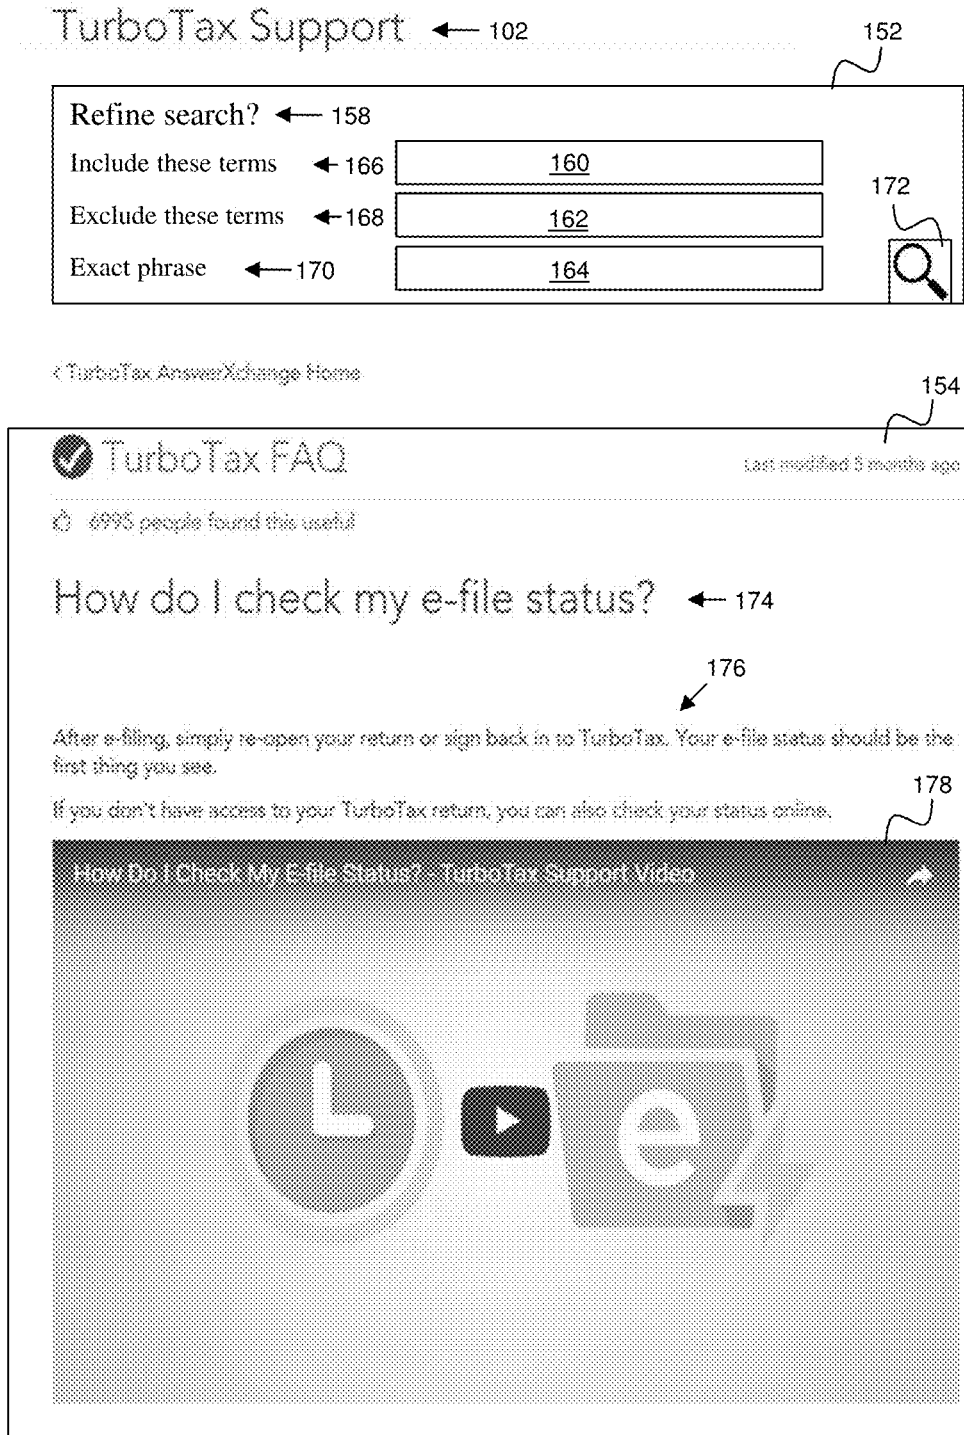 TurboTax Support 102
152
Refine search? 158
Include these terms 166 160
172
Exclude these terms 168 162
Exact phrase 170 164
< TurboTax AnswerXchange Home
154
TurboTax FAQ
Last modified 5 months ago
6995 people found this useful
How do I check my e-file status? 174
176
After e-filing, simply re-open your return or sign back in to TurboTax. Your e-file status should be the
first thing you see.
178
If you don't have access to your TurboTax return, you can also check your status online.
How Do I Check My E-file Status? - TurboTax Support Video
e